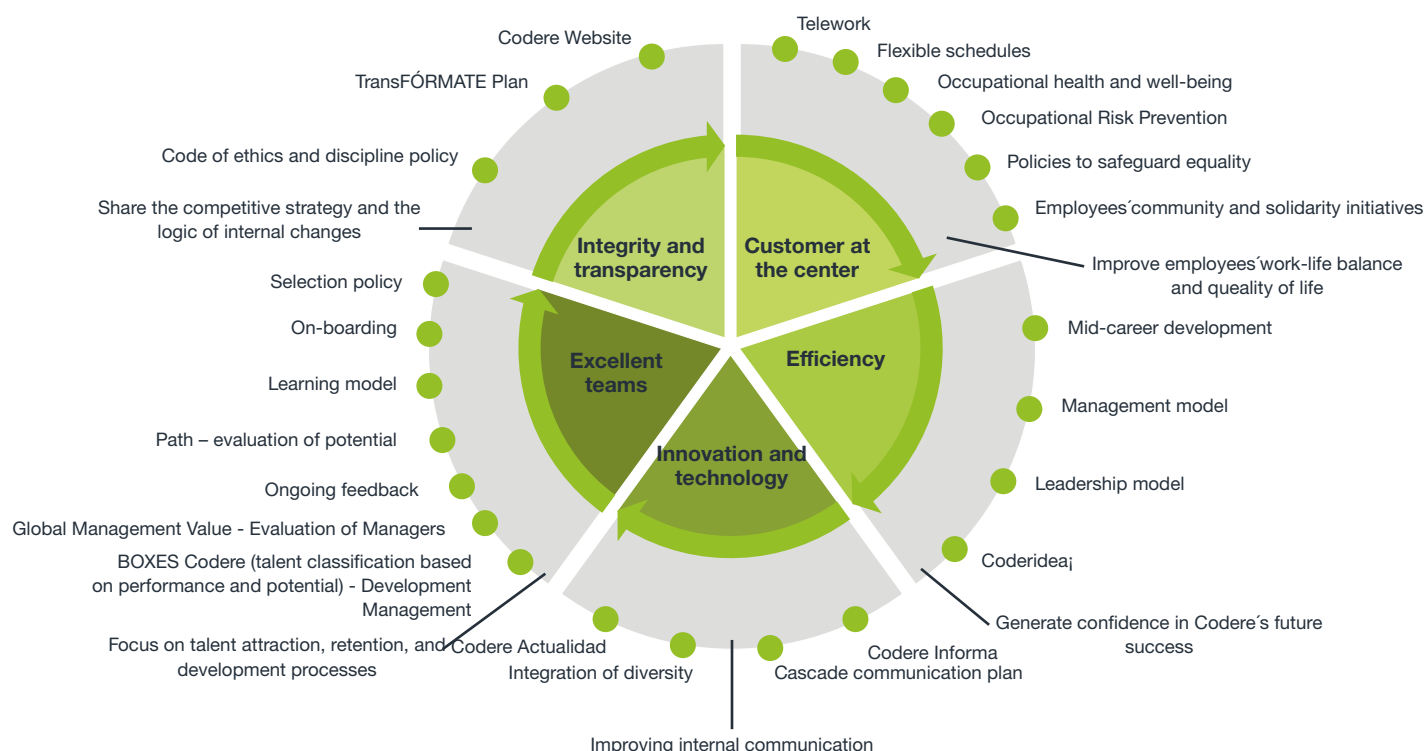 Telework
Codere Website
Flexible schedules
TransFÓRMATE Plan
Occupational health and well-being
Occupational Risk Prevention
Code of ethics and discipline policy
Policies to safeguard equality
Share the competitive strategy and the
logic of internal changes
Employees´community and solidarity initiatives
Integrity and
transparency
Customer at
the center
Improve employees´work-life balance
and queality of life
Selection policy
On-boarding
Mid-career development
Excellent
teams
Efficiency
Learning model
Management model
Path – evaluation of potential
Innovation and
technology
Ongoing feedback
Leadership model
Global Management Value - Evaluation of Managers
BOXES Codere (talent classification based
on performance and potential) - Development
Management
Coderidea¡
Generate confidence in Codere´s future
success
Focus on talent attraction, retention, and
development processes
Codere Actualidad
Integration of diversity
Codere Informa
Cascade communication plan
Improving internal communication